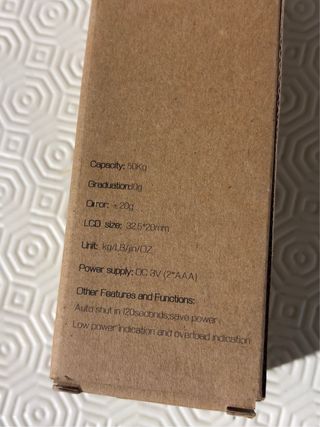 Capacity: 50Kg
Graduation:10g
Error: ±20g
LCD size: 32.5*20mm
Unit: kg/LB/jin/OZ
Power supply: DC 3V (2*AAA)
Other Features and Functions:
Auto shut in 120seconds,save power
Low power indication and overload indication